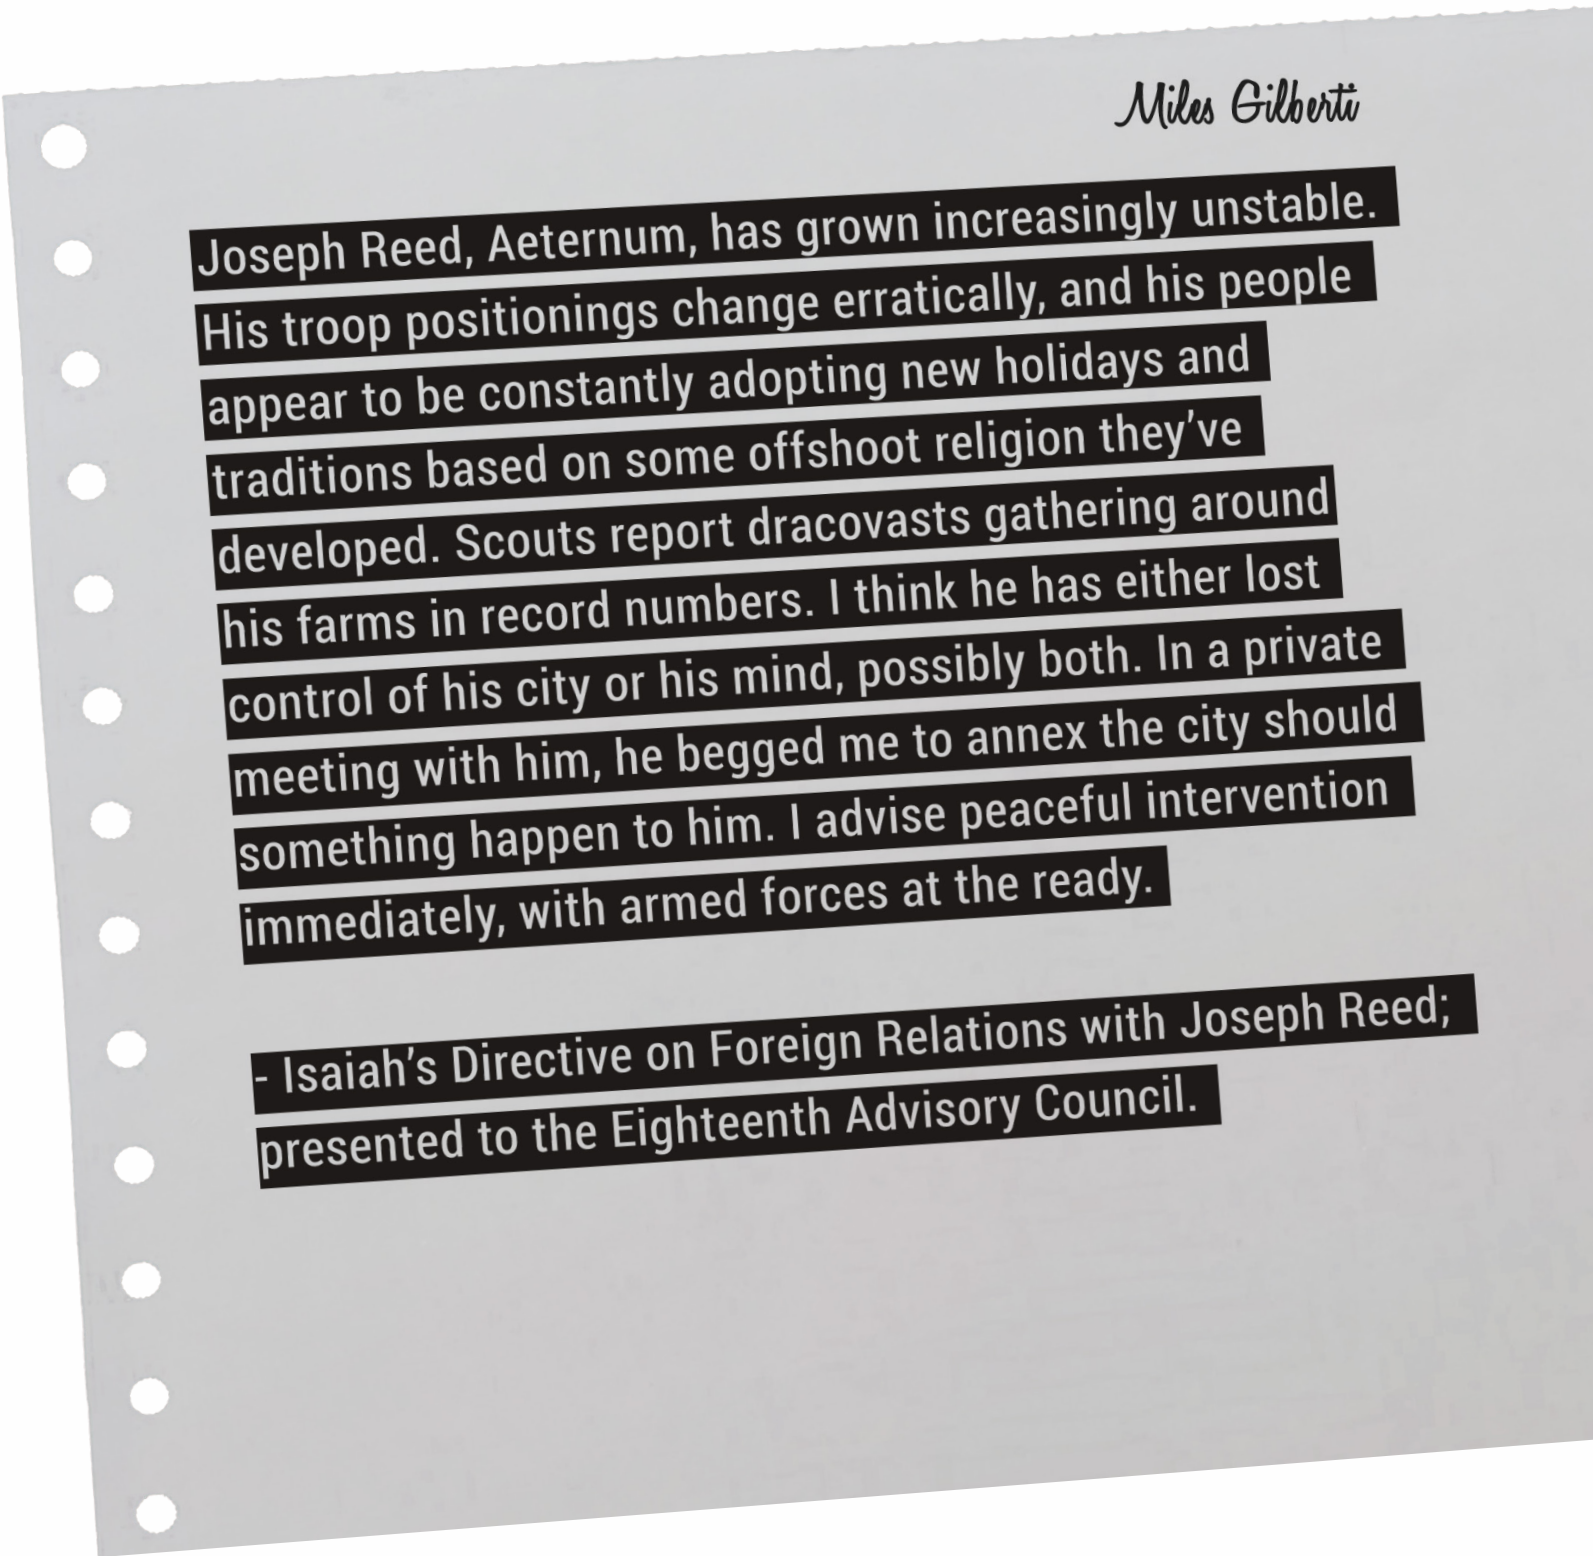 Miles Gilberti
Joseph Reed, Aeternum, has grown increasingly unstable.
His troop positionings change erratically, and his people
appear to be constantly adopting new holidays and
traditions based on some offshoot religion they’ve
developed. Scouts report dracovasts gathering around
his farms in record numbers. I think he has either lost
control of his city or his mind, possibly both. In a private
meeting with him, he begged me to annex the city should
something happen to him. I advise peaceful intervention
immediately, with armed forces at the ready.
- Isaiah’s Directive on Foreign Relations with Joseph Reed;
presented to the Eighteenth Advisory Council.